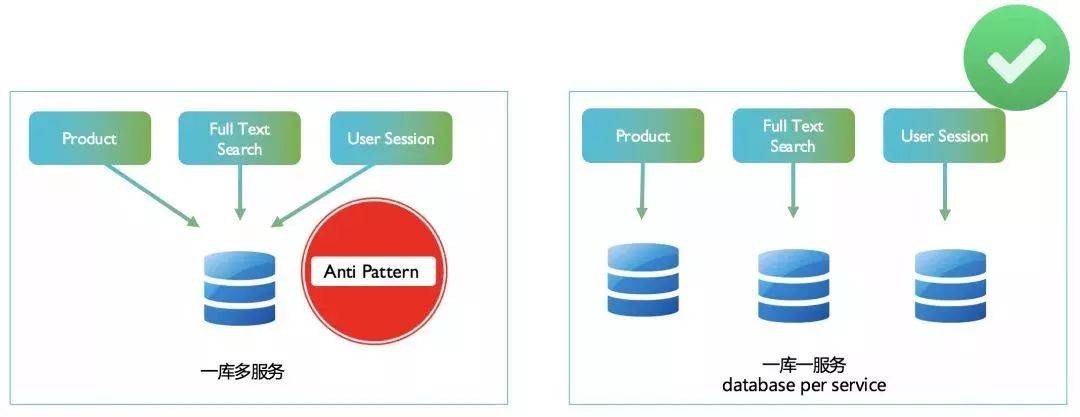 Product
Full Text
Search
User Session
Anti Pattern
一库多服务
Product
Full Text
Search
User Session
一库一服务
database per service